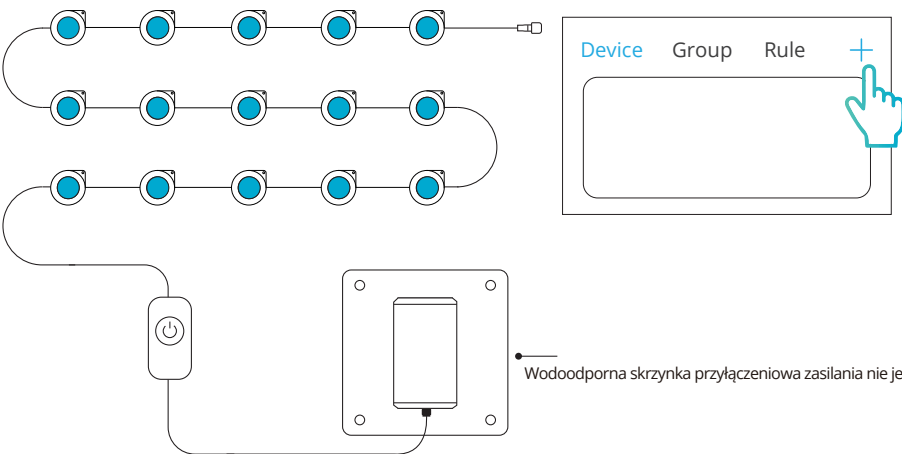 Device Group Rule +
Wodoodporna skrzynka przyłączeniowa zasilania nie je